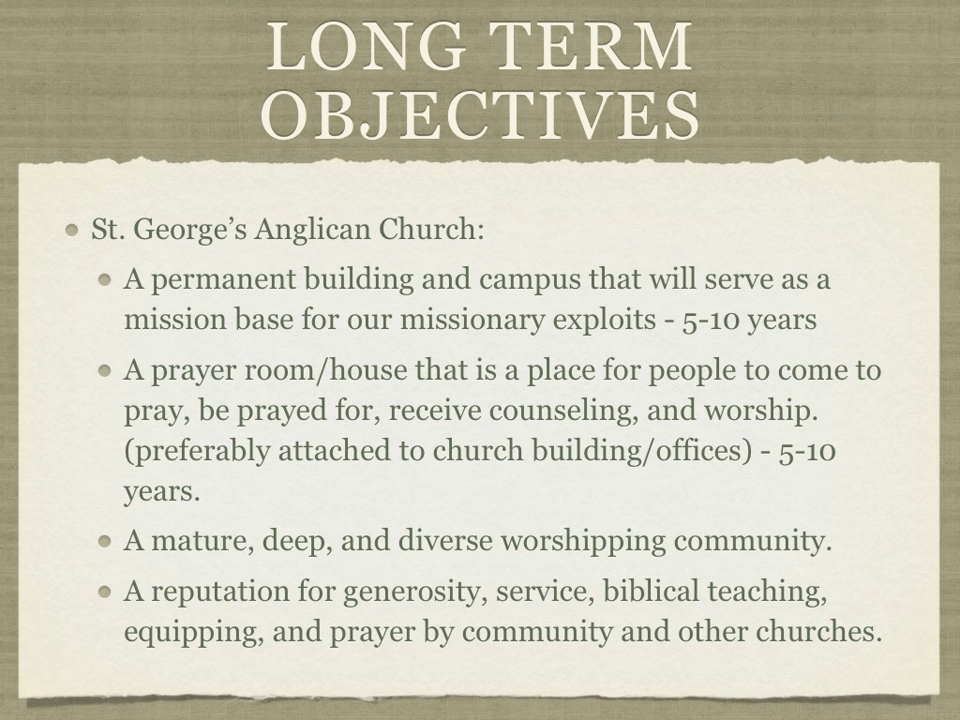 LONG TERM
OBJECTIVES
St. George’s Anglican Church:
A permanent building and campus that will serve as a
mission base for our missionary exploits - 5-10 years
A prayer room/house that is a place for people to come to
pray, be prayed for, receive counseling, and worship.
(preferably attached to church building/offices) - 5-10
years.
A mature, deep, and diverse worshipping community.
A reputation for generosity, service, biblical teaching,
equipping, and prayer by community and other churches.